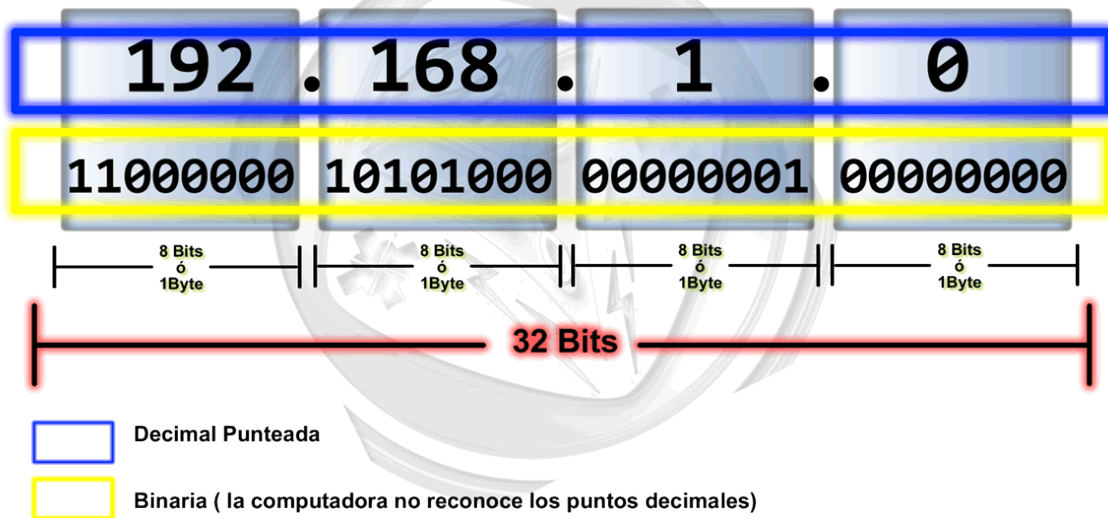 192 . 168 . 1 . 0
11000000 10101000 00000001 00000000
8 Bits 8 Bits 8 Bits 8 Bits
ó ó ó ó
1Byte 1Byte 1Byte 1Byte
32 Bits
Decimal Punteada
Binaria ( la computadora no reconoce los puntos decimales)